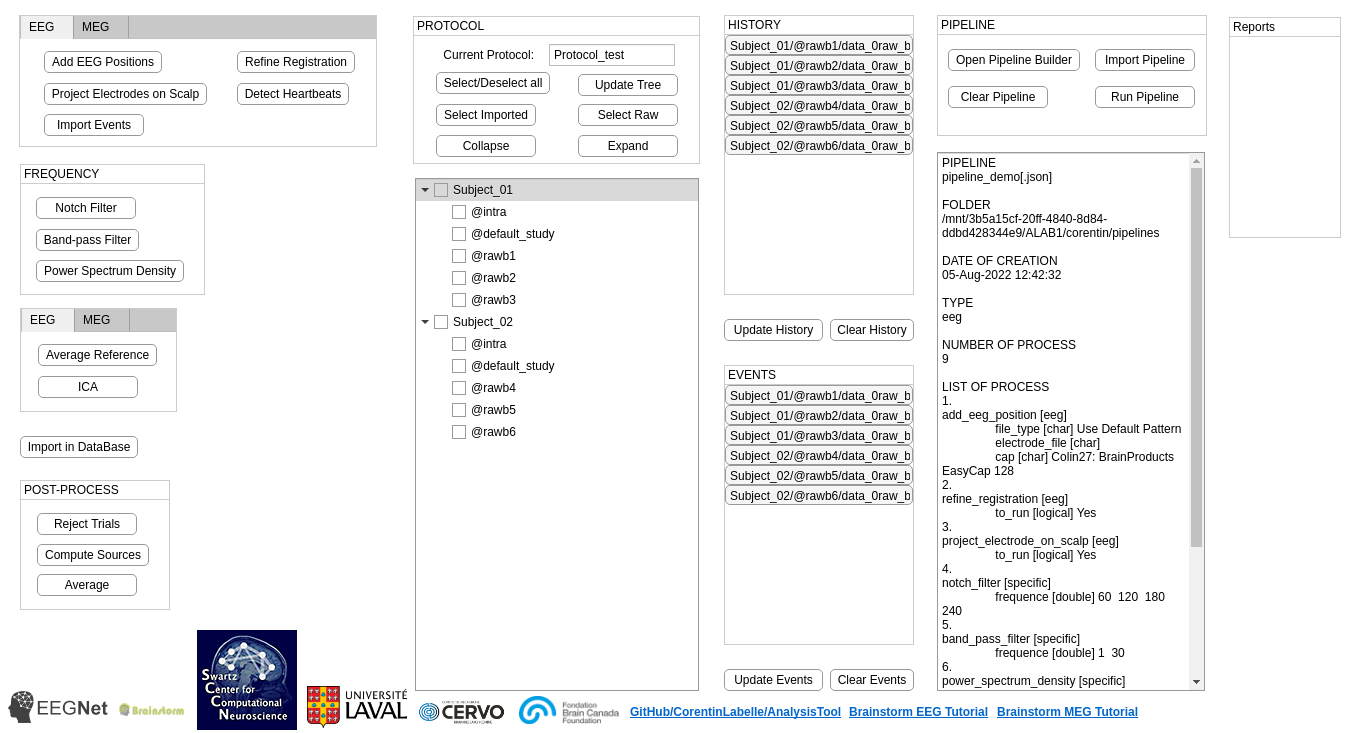 EEG MEG
Add EEG Positions Refine Registration
Project Electrodes on Scalp Detect Heartbeats
Import Events
FREQUENCY
Notch Filter
Band-pass Filter
Power Spectrum Density
EEG MEG
Average Reference
ICA
Import in DataBase
POST-PROCESS
Reject Trials
Compute Sources
Average
PROTOCOL
Current Protocol: Protocol_test
Select/Deselect all Update Tree
Select Imported Select Raw
Collapse Expand
Subject_01
@intra
@default_study
@rawb1
@rawb2
@rawb3
Subject_02
@intra
@default_study
@rawb4
@rawb5
@rawb6
HISTORY
Subject_01/@rawb1/data_0raw_b
Subject_01/@rawb2/data_0raw_b
Subject_01/@rawb3/data_0raw_b
Subject_02/@rawb4/data_0raw_b
Subject_02/@rawb5/data_0raw_b
Subject_02/@rawb6/data_0raw_b
Update History Clear History
EVENTS
Subject_01/@rawb1/data_0raw_b
Subject_01/@rawb2/data_0raw_b
Subject_01/@rawb3/data_0raw_b
Subject_02/@rawb4/data_0raw_b
Subject_02/@rawb5/data_0raw_b
Subject_02/@rawb6/data_0raw_b
Update Events Clear Events
PIPELINE
Open Pipeline Builder Import Pipeline
Clear Pipeline Run Pipeline
PIPELINE
pipeline_demo[.json]
FOLDER
/mnt/3b5a15cf-20ff-4840-8d84-
ddbd428344e9/ALAB1/corentin/pipelines
DATE OF CREATION
05-Aug-2022 12:42:32
TYPE
eeg
NUMBER OF PROCESS
9
LIST OF PROCESS
1.
add_eeg_position [eeg]
file_type [char] Use Default Pattern
electrode_file [char]
cap [char] Colin27: BrainProducts
EasyCap 128
2.
refine_registration [eeg]
to_run [logical] Yes
3.
project_electrode_on_scalp [eeg]
to_run [logical] Yes
4.
notch_filter [specific]
frequence [double] 60 120 180
240
5.
band_pass_filter [specific]
frequence [double] 1 30
6.
power_spectrum_density [specific]
Reports
EEGNet
Brainstorm
Swartz
Center for
Computational
Neuroscience
UNIVERSITÉ
LAVAL
CERVO
Fondation
Brain Canada
Foundation
GitHub/CorentinLabelle/AnalysisTool Brainstorm EEG Tutorial Brainstorm MEG Tutorial